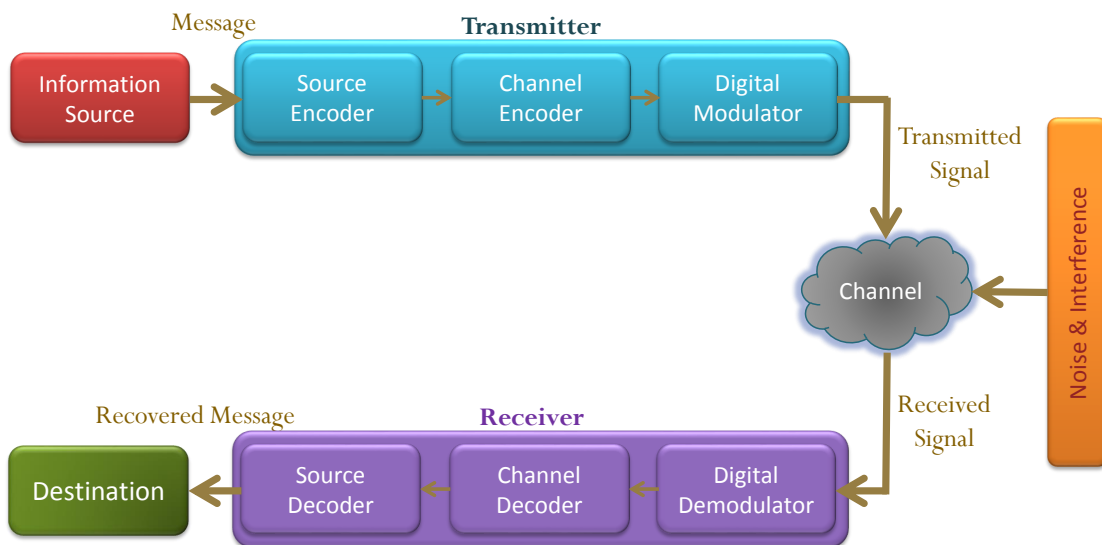 Message
Transmitter
Information
Source
Source
Encoder
Channel
Encoder
Digital
Modulator
Transmitted
Signal
Noise & Interference
Channel
Received
Signal
Recovered Message
Receiver
Destination
Source
Decoder
Channel
Decoder
Digital
Demodulator